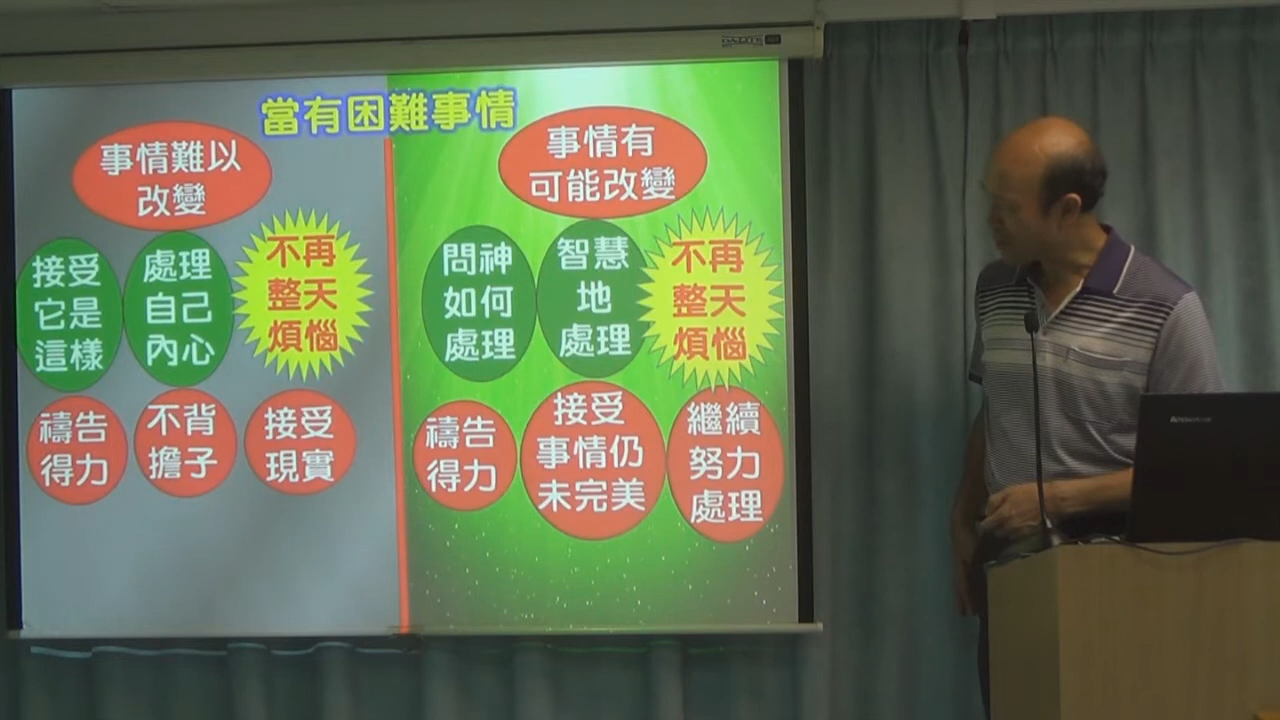 DA-LITE
當有困難事情
事情難以
改變
接受
它是
這樣
處理
自己
內心
不再
整天
煩惱
禱告
得力
不背
擔子
接受
現實
事情有
可能改變
問神
如何
處理
智慧
地
處理
不再
整天
煩惱
禱告
得力
接受
事情仍
未完美
繼續
努力
處理
lenovo